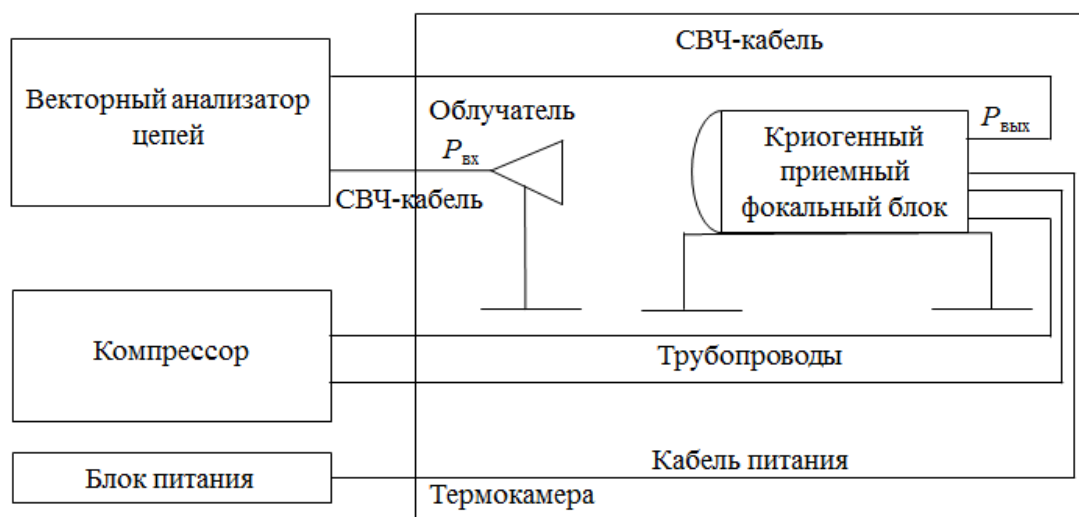 СВЧ-кабель
Векторный анализатор
цепей
Облучатель
Pвх
СВЧ-кабель
Pвых
Криогенный
приемный
фокальный блок
Компрессор
Трубопроводы
Блок питания
Кабель питания
Термокамера